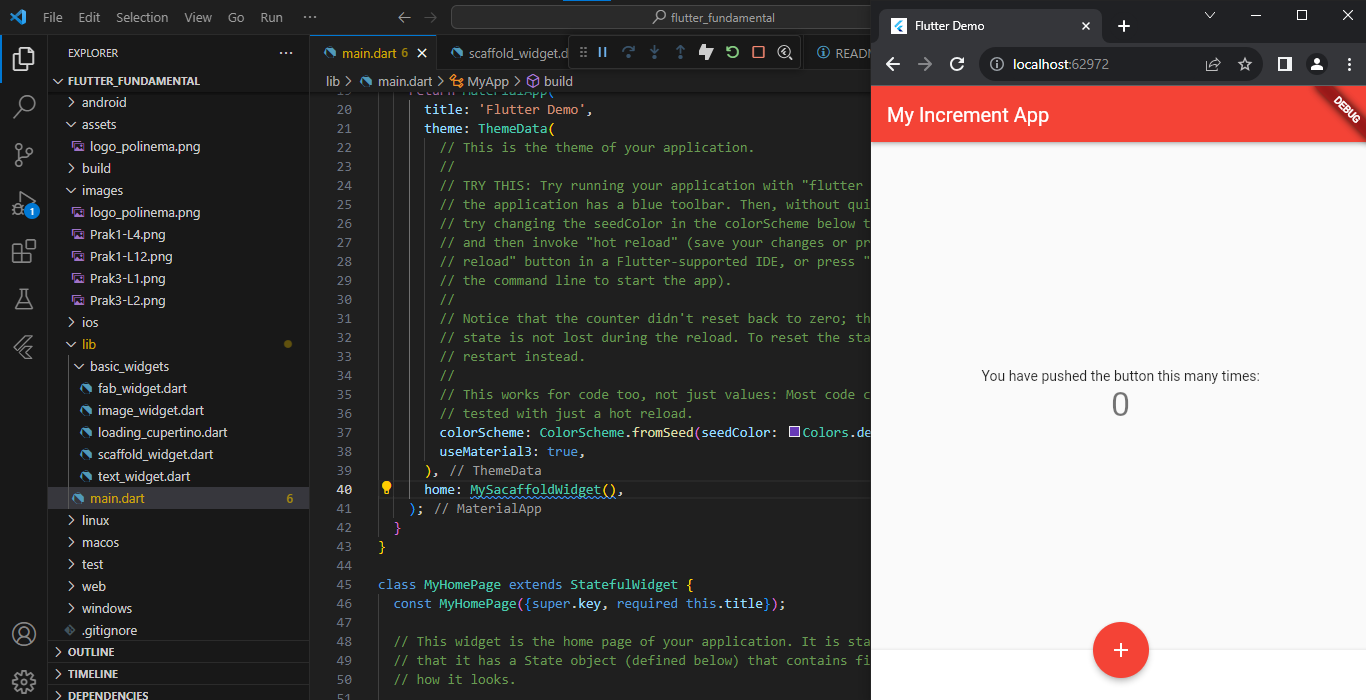 File Edit Selection View Go Run ···
flutter_fundamental
EXPLORER ···
FLUTTER_FUNDAMENTAL
android
assets
logo_polinema.png
build
images
logo_polinema.png
Prak1-L4.png
Prak1-L12.png
Prak3-L1.png
Prak3-L2.png
ios
lib
basic_widgets
fab_widget.dart
image_widget.dart
loading_cupertino.dart
scaffold_widget.dart
text_widget.dart
main.dart 6
linux
macos
test
web
windows
.gitignore
OUTLINE
TIMELINE
DEPENDENCIES
1
main.dart 6
scaffold_widget.d
READ
lib > main.dart > MyApp > build
19 return MaterialApp(
20 title: 'Flutter Demo',
21 theme: ThemeData(
22 // This is the theme of your application.
23 //
24 // TRY THIS: Try running your application with "flutter
25 // the application has a blue toolbar. Then, without qui
26 // try changing the seedColor in the colorScheme below t
27 // and then invoke "hot reload" (save your changes or pr
28 // reload" button in a Flutter-supported IDE, or press "
29 // the command line to start the app).
30 //
31 // Notice that the counter didn't reset back to zero; th
32 // state is not lost during the reload. To reset the sta
33 // restart instead.
34 //
35 // This works for code too, not just values: Most code c
36 // tested with just a hot reload.
37 colorScheme: ColorScheme.fromSeed(seedColor: Colors.de
38 useMaterial3: true,
39 ), // ThemeData
40 home: MySacaffoldWidget(),
41 ); // MaterialApp
42 }
43 }
44
45 class MyHomePage extends StatefulWidget {
46 const MyHomePage({super.key, required this.title});
47
48 // This widget is the home page of your application. It is sta
49 // that it has a State object (defined below) that contains fi
50 // how it looks.
51
Flutter Demo
localhost:62972
My Increment App
DEBUG
You have pushed the button this many times:
0
+